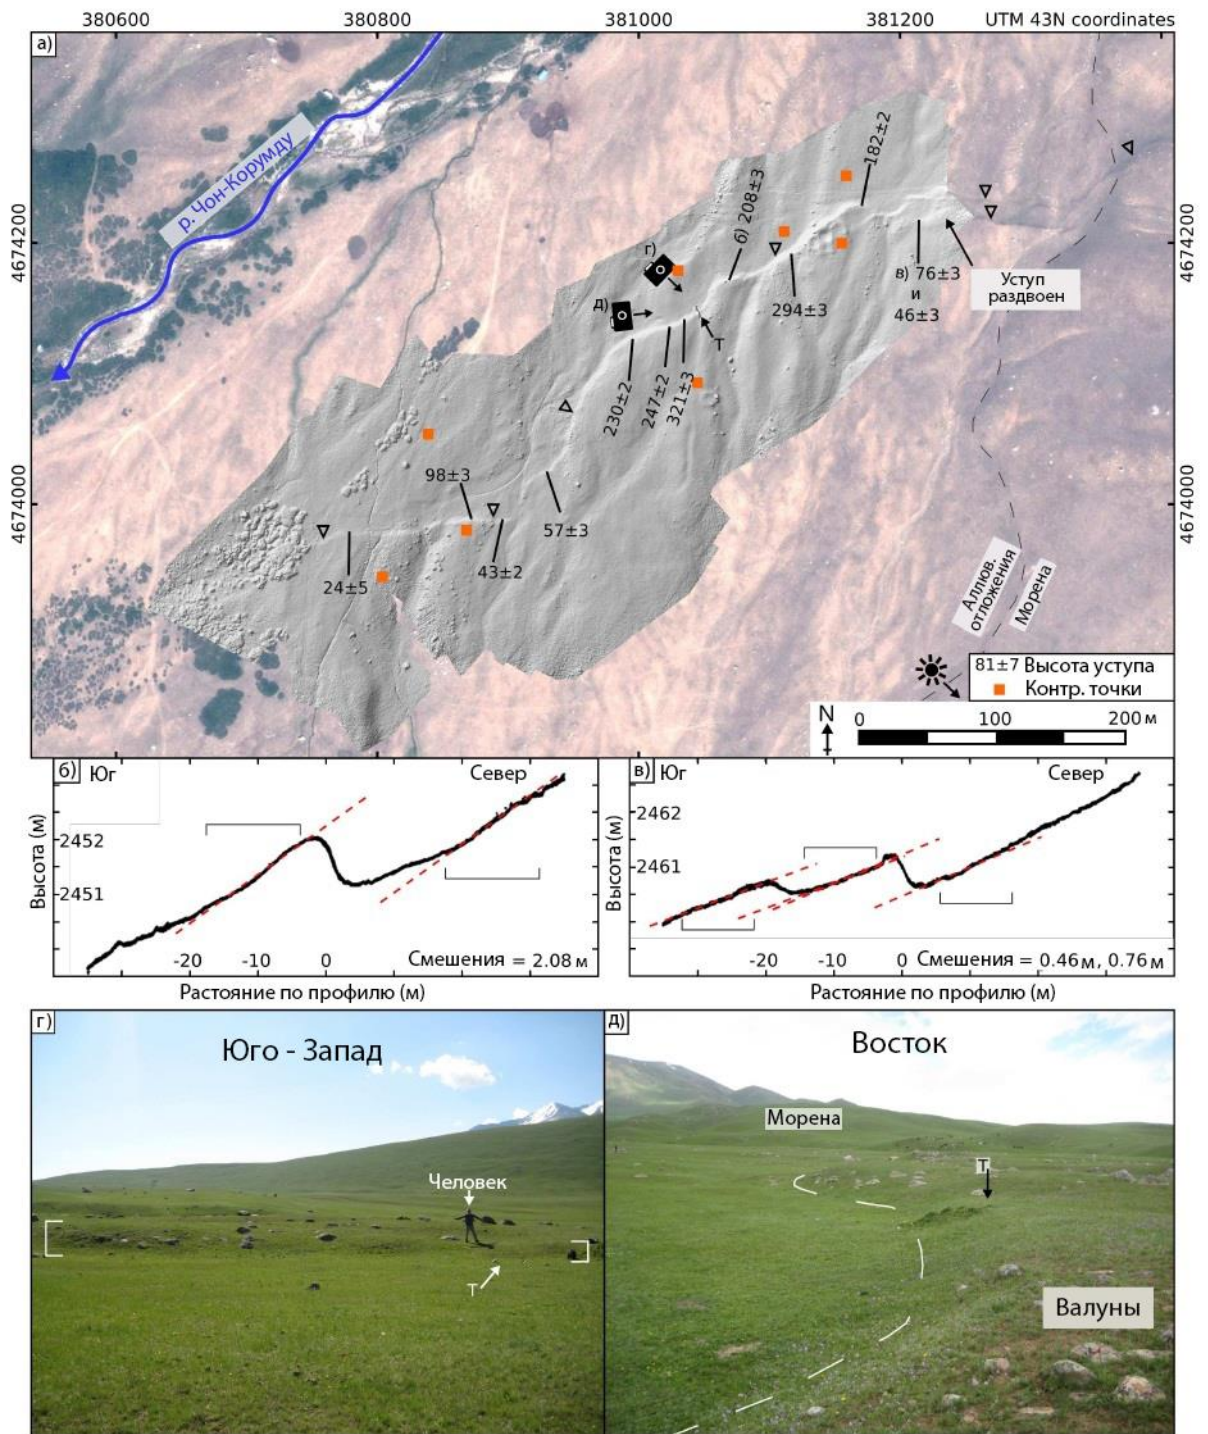 380600 380800 381000 381200 UTM 43N coordinates
а)
р. Чон-Корумду
182±2
б) 208±3
4674200
4674200
г)
в) 76±3
и
46±3
Уступ
раздвоен
д)
294±3
Т
230±2
247±2
321±3
98±3
4674000
4674000
57±3
43±2
24±5
Аллюв.
отложения
Морена
81±7 Высота уступа
Контр. точки
N
0 100 200 м
б) Юг Север
Высота (м)
2452
2451
-20 -10 0 Смешения = 2.08 м
Растояние по профилю (м)
в) Юг Север
Высота (м)
2462
2461
-20 -10 0 Смешения = 0.46м, 0.76м
Растояние по профилю (м)
г)
Юго - Запад
Человек
Т
д)
Восток
Морена
Т
Валуны